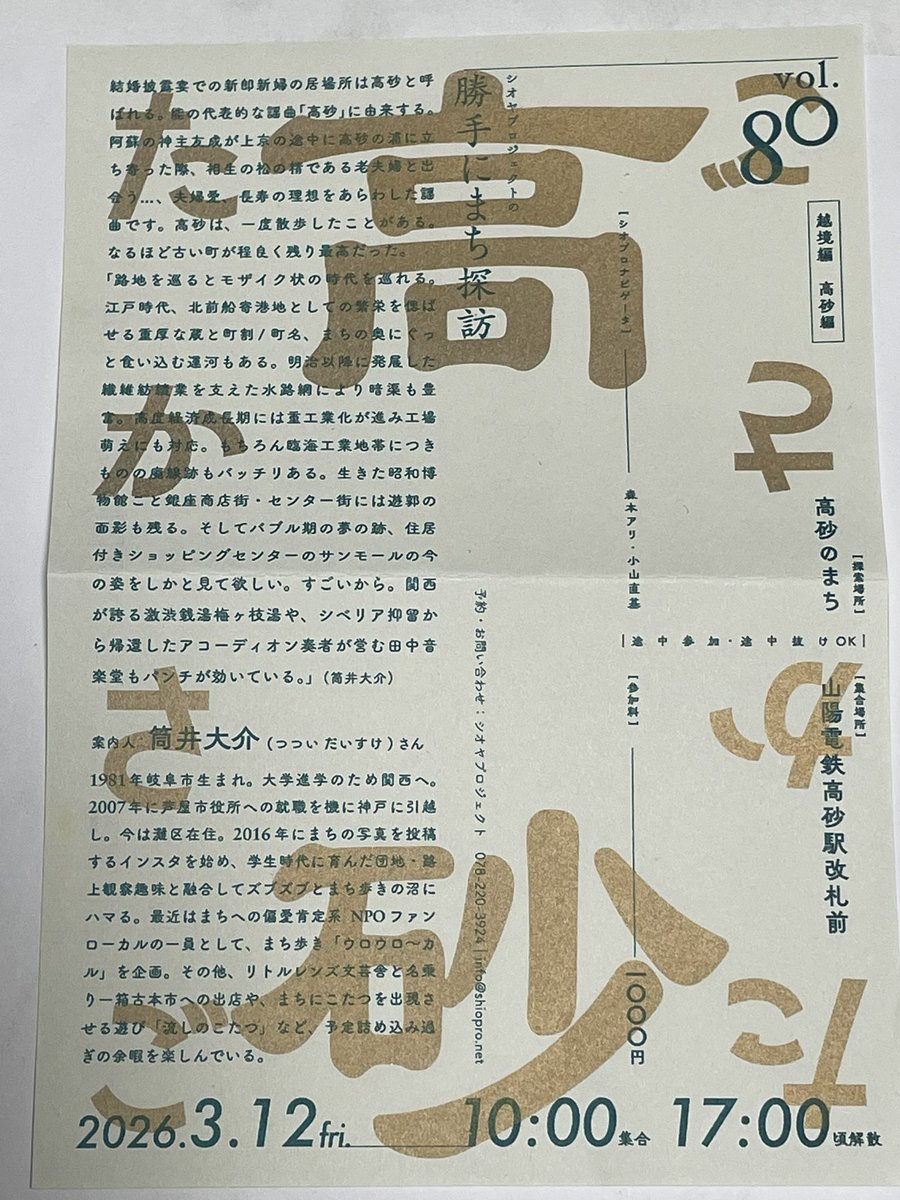 vol.
80
越境編 高砂編
シオヤプロジェクトの
勝手にまち探訪
高砂
たかさご
たかさご
[シオプロナビゲータ]
森本アリ・小山直基
[探索場所]
高砂のまち
|途中参加・途中抜けOK|
[集合場所]
山陽電鉄高砂駅改札前
[参加料]
1000円
予約・お問い合わせ:シオヤプロジェクト 078-220-3924 | info@shiopro.net
結婚披露宴での新郎新婦の居場所は高砂と呼
ばれる。能の代表的な謡曲「高砂」に由来する。
阿蘇の神主友成が上京の途中に高砂の浦に立
ち寄った際、相生の松の精である老夫婦と出
会う…、夫婦愛、長寿の理想をあらわした謡
曲です。高砂は、一度散歩したことがある。
なるほど古い町が程良く残り最高だった。
「路地を巡るとモザイク状の時代を巡れる。
江戸時代、北前船寄港地としての繁栄を偲ば
せる重厚な蔵と町割/町名、まちの奥にぐっ
と食い込む運河もある。明治以降に発展した
繊維紡績業を支えた水路網により暗渠も豊
富。高度経済成長期には重工業化が進み工場
萌えにも対応。もちろん臨海工業地帯につき
ものの廃線跡もバッチリある。生きた昭和博
物館こと銀座商店街・センター街には遊郭の
面影も残る。そしてバブル期の夢の跡、住居
付きショッピングセンターのサンモールの今
の姿をしかと見て欲しい。すごいから。関西
が誇る激渋銭湯梅ヶ枝湯や、シベリア抑留か
ら帰還したアコーディオン奏者が営む田中音
楽堂もパンチが効いている。」(筒井大介)
案内人 筒井大介(つつい だいすけ)さん
1981年岐阜市生まれ。大学進学のため関西へ。
2007年に芦屋市役所への就職を機に神戸に引越
し。今は灘区在住。2016年にまちの写真を投稿
するインスタを始め、学生時代に育んだ団地・路
上観察趣味と融合してズブズブとまち歩きの沼に
ハマる。最近はまちへの偏愛肯定系 NPOファン
ローカルの一員として、まち歩き「ウロウロ〜カ
ル」を企画。その他、リトルレンズ文芸舎と名乗
り一箱古本市への出店や、まちにこたつを出現さ
せる遊び「流しのこたつ」など、予定詰め込み過
ぎの余暇を楽しんでいる。
2026.3.12fri. 10:00集合 17:00頃解散